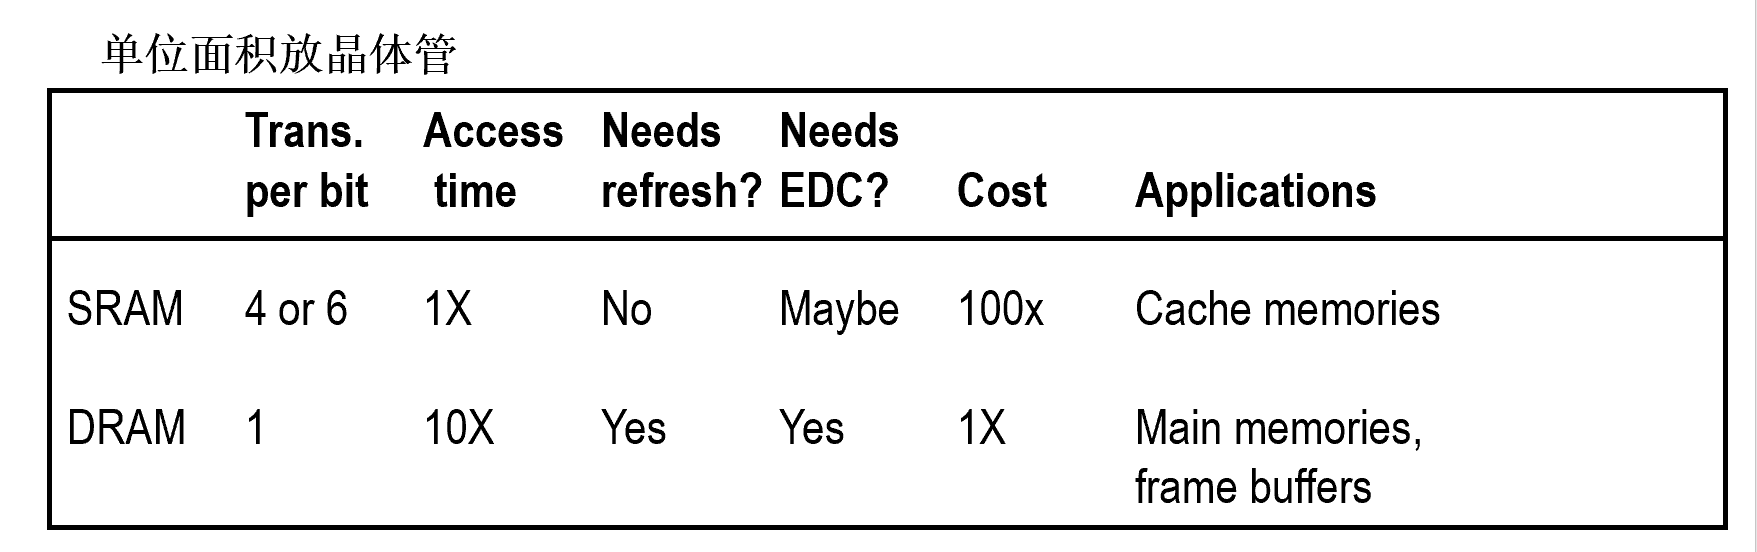 单位面积放晶体管
Trans. Access Needs Needs
per bit time refresh? EDC? Cost Applications
SRAM 4 or 6 1X No Maybe 100x Cache memories
DRAM 1 10X Yes Yes 1X Main memories,
frame buffers